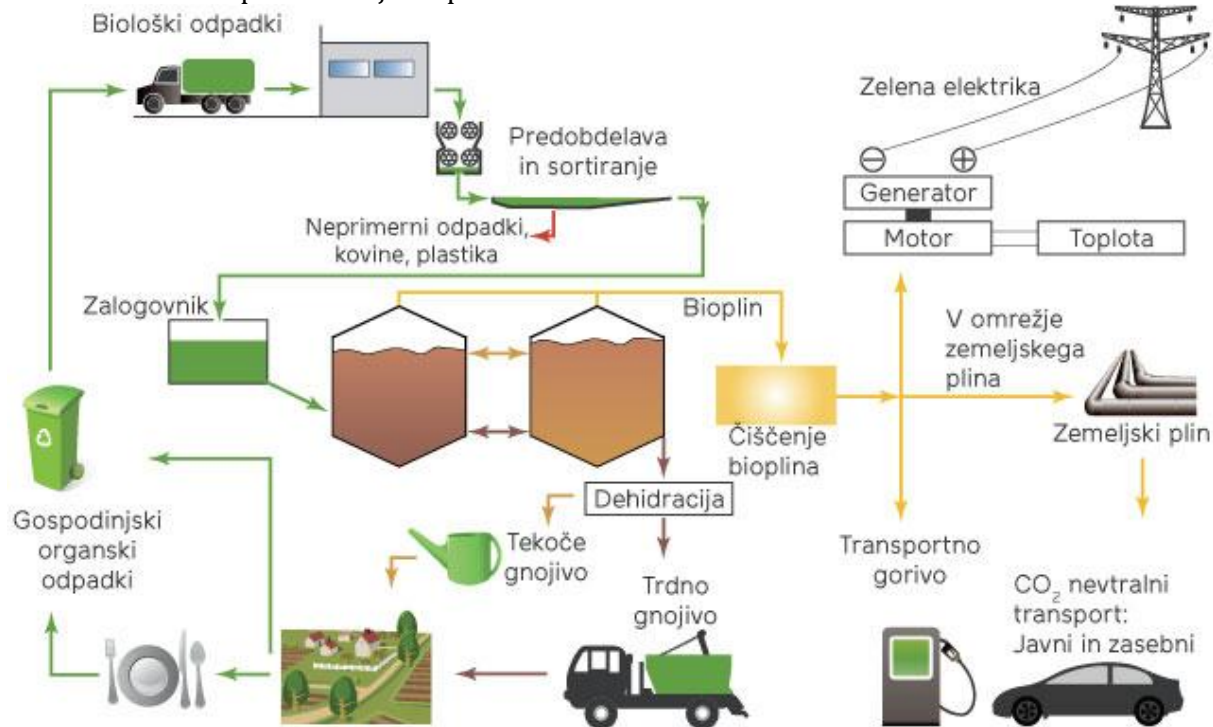 Biološki odpadki
Zelena elektrika
Predobdelava
in sortiranje
Generator
Motor
Toplota
Neprimerni odpadki,
kovine, plastika
Zalogovnik
Bioplin
V omrežje
zemeljskega
plina
Čiščenje
bioplina
Zemeljski plin
Dehidracija
Gospodinjski
organski
odpadki
Tekoče
gnojivo
Trdno
gnojivo
Transportno
gorivo
CO₂ nevtralni
transport:
Javni in zasebni